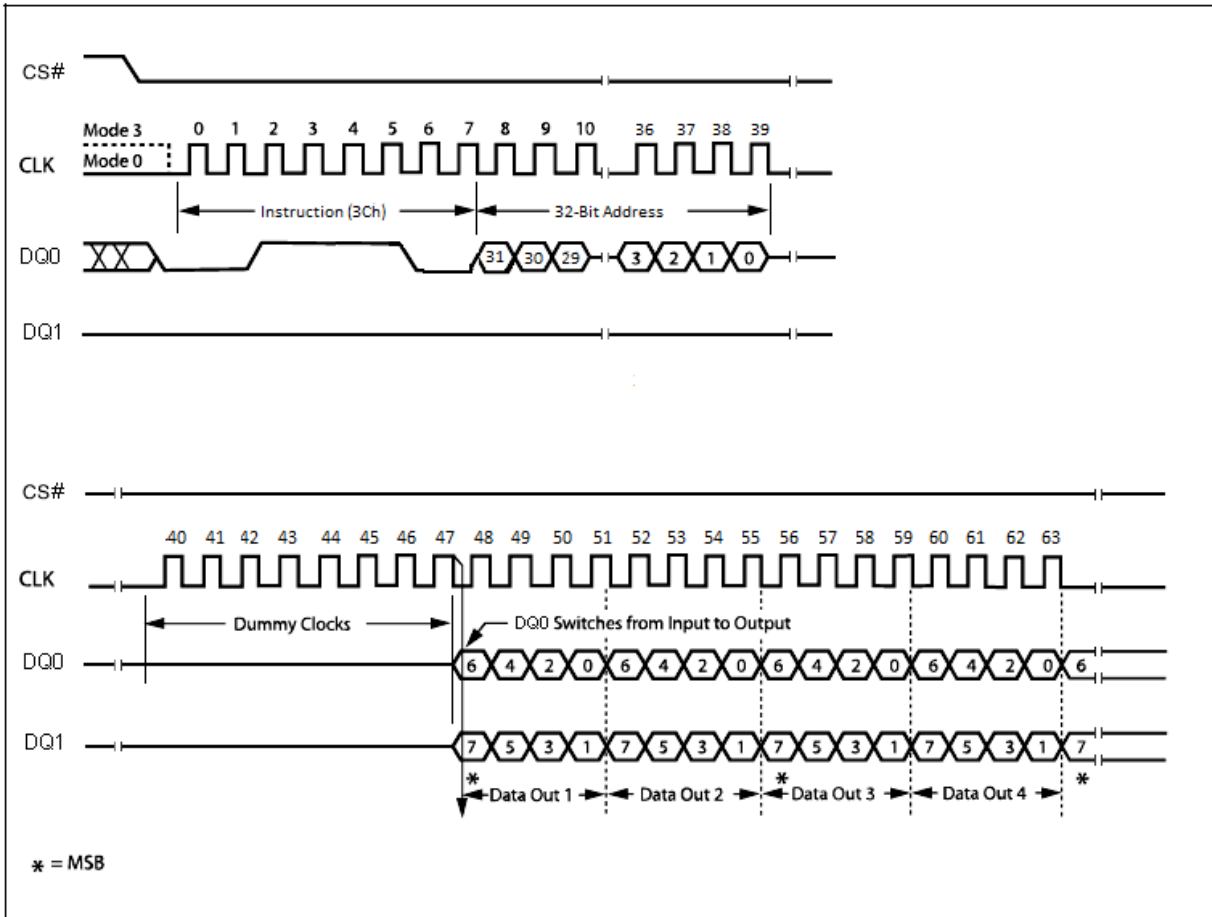 CS#
Mode 3 0 1 2 3 4 5 6 7 8 9 10 36 37 38 39
Mode 0
CLK
Instruction (3Ch) 32-Bit Address
DQ0 31 30 29 3 2 1 0
DQ1
CS#
40 41 42 43 44 45 46 47 48 49 50 51 52 53 54 55 56 57 58 59 60 61 62 63
CLK
Dummy Clocks DQ0 Switches from Input to Output
DQ0 6 4 2 0 6 4 2 0 6 4 2 0 6 4 2 0 6
DQ1 7 5 3 1 7 5 3 1 7 5 3 1 7 5 3 1 7
* * *
Data Out 1 Data Out 2 Data Out 3 Data Out 4
* = MSB